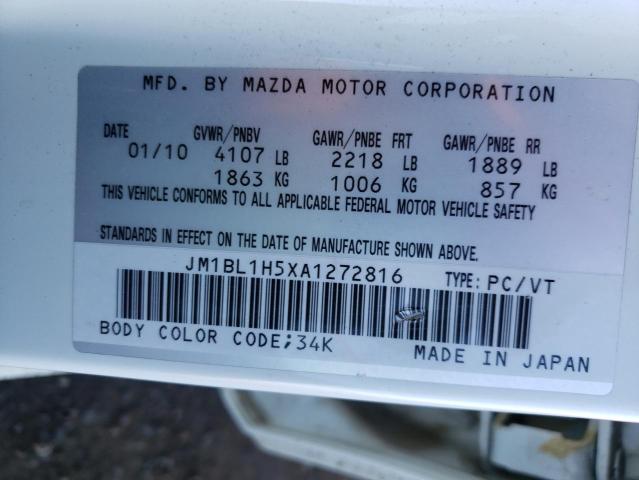 MFD. BY MAZDA MOTOR CORPORATION
DATE GVWR/PNBV GAWR/PNBE FRT GAWR/PNBE RR
01/10 4107 LB 2218 LB 1889 LB
1863 KG 1006 KG 857 KG
THIS VEHICLE CONFORMS TO ALL APPLICABLE FEDERAL MOTOR VEHICLE SAFETY
STANDARDS IN EFFECT ON THE DATE OF MANUFACTURE SHOWN ABOVE.
JM1BL1H5XA1272816 TYPE: PC/VT
BODY COLOR CODE;34K MADE IN JAPAN